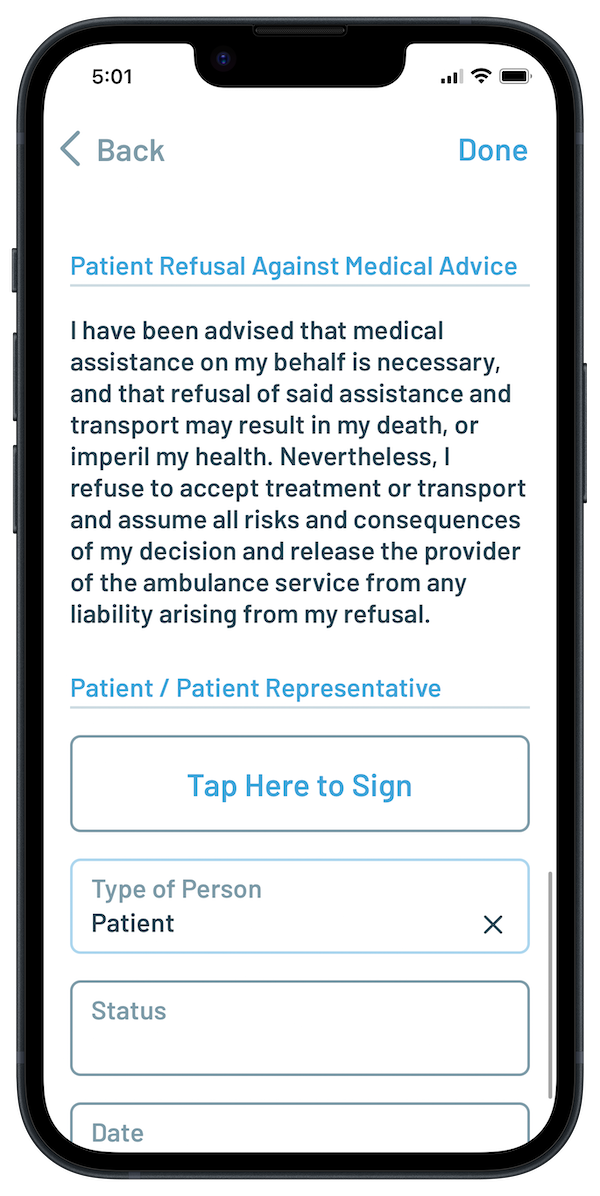 5:01
Back
Done
Patient Refusal Against Medical Advice
I have been advised that medical
assistance on my behalf is necessary,
and that refusal of said assistance and
transport may result in my death, or
imperil my health. Nevertheless, I
refuse to accept treatment or transport
and assume all risks and consequences
of my decision and release the provider
of the ambulance service from any
liability arising from my refusal.
Patient / Patient Representative
Tap Here to Sign
Type of Person
Patient
Status
Date